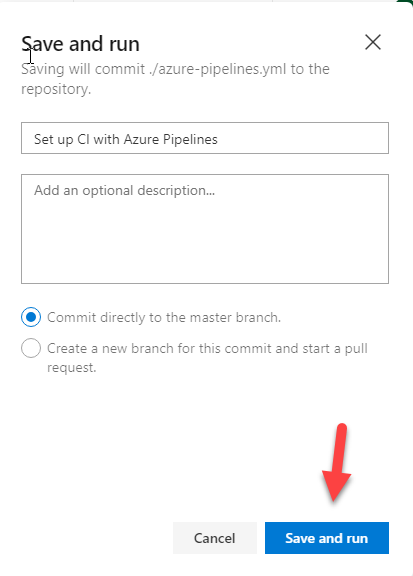 Save and run
Saving will commit ./azure-pipelines.yml to the
repository.
Set up CI with Azure Pipelines
Add an optional description...
Commit directly to the master branch.
Create a new branch for this commit and start a pull
request.
Cancel
Save and run